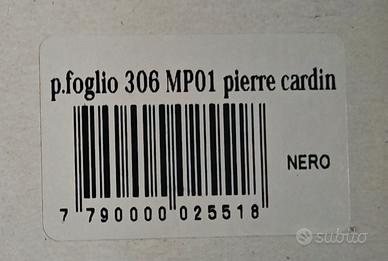 p.foglio 306 MP01 pierre cardin
NERO
7 790000 025518
subito